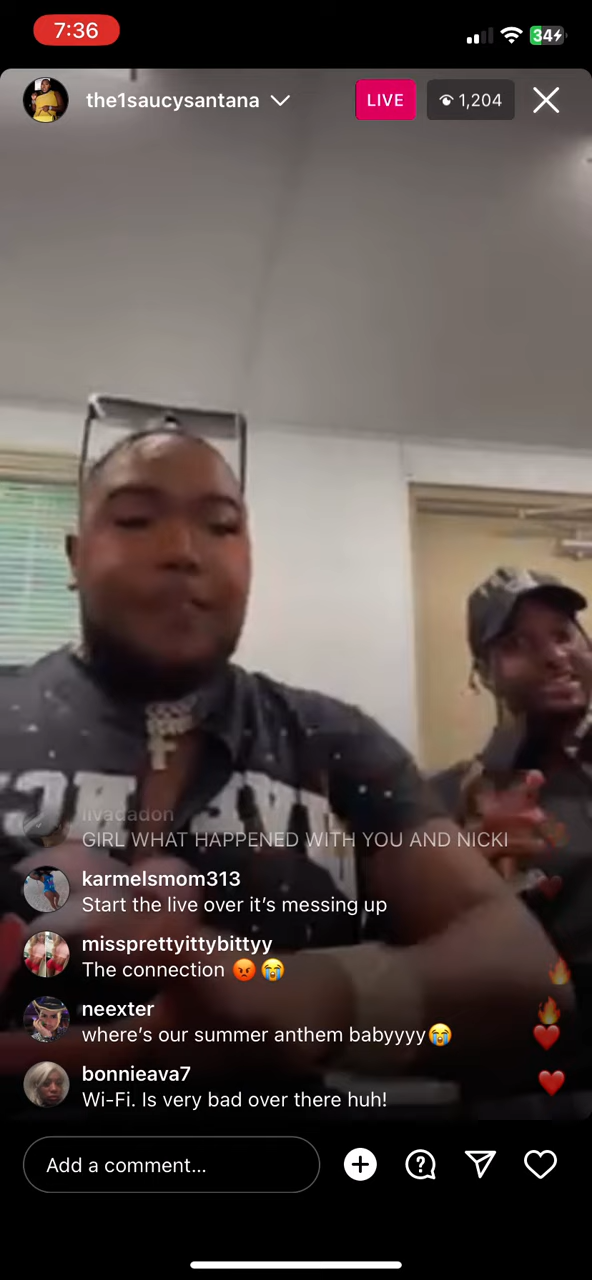 7:36
34
the1saucysantana
LIVE
1,204
livadadon
GIRL WHAT HAPPENED WITH YOU AND NICKI
karmelsmom313
Start the live over it’s messing up
missprettyittybittyy
The connection 😡😭
neexter
where’s our summer anthem babyyyy😭
bonnieava7
Wi-Fi. Is very bad over there huh!
Add a comment...